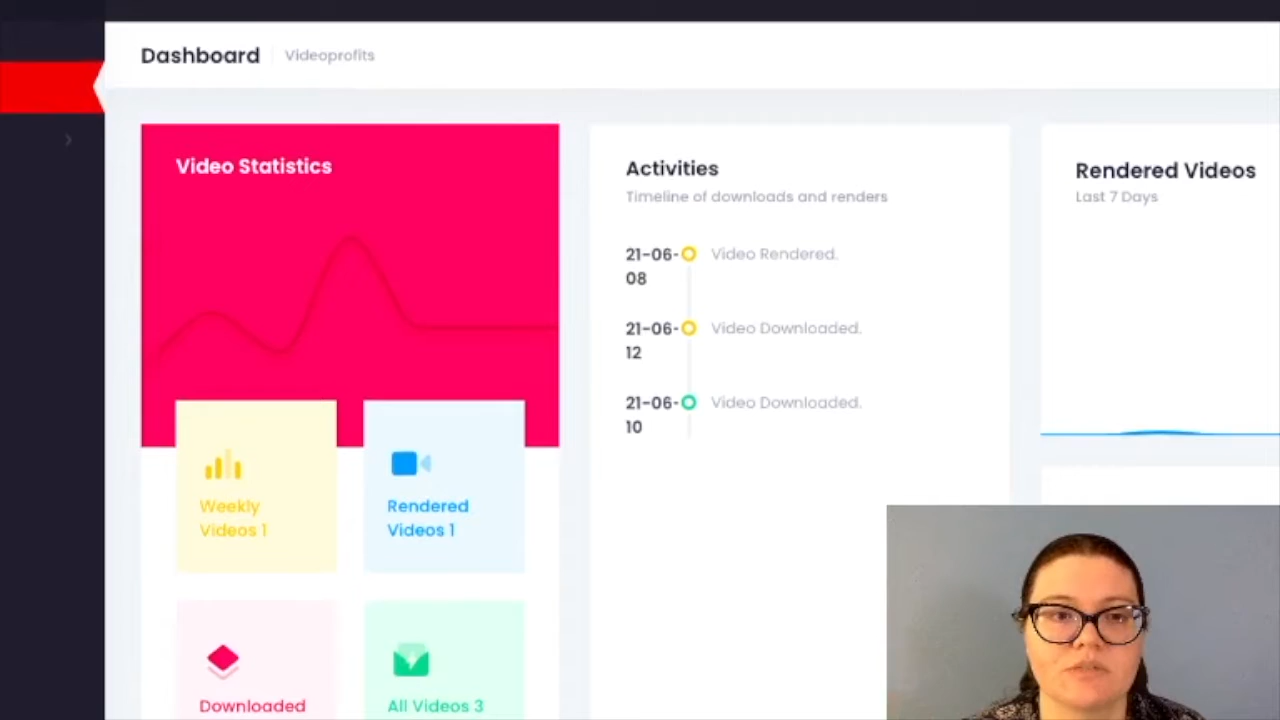 Dashboard
Videoprofits
Video Statistics
Weekly
Videos 1
Rendered
Videos 1
Downloaded
All Videos 3
Activities
Timeline of downloads and renders
21-06-08 Video Rendered.
21-06-12 Video Downloaded.
21-06-10 Video Downloaded.
Rendered Videos
Last 7 Days